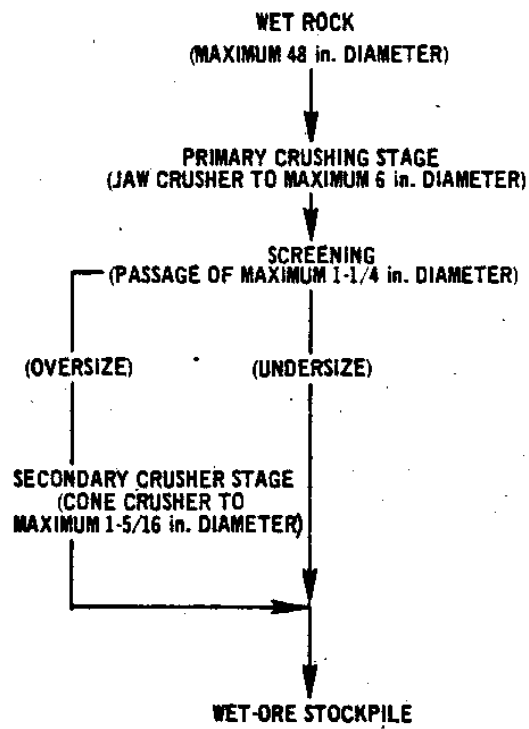 WET ROCK
(MAXIMUM 48 in. DIAMETER)
PRIMARY CRUSHING STAGE
(JAW CRUSHER TO MAXIMUM 6 in. DIAMETER)
SCREENING
(PASSAGE OF MAXIMUM 1-1/4 in. DIAMETER)
(OVERSIZE)
(UNDERSIZE)
SECONDARY CRUSHER STAGE
(CONE CRUSHER TO
MAXIMUM 1-5/16 in. DIAMETER)
WET-ORE STOCKPILE